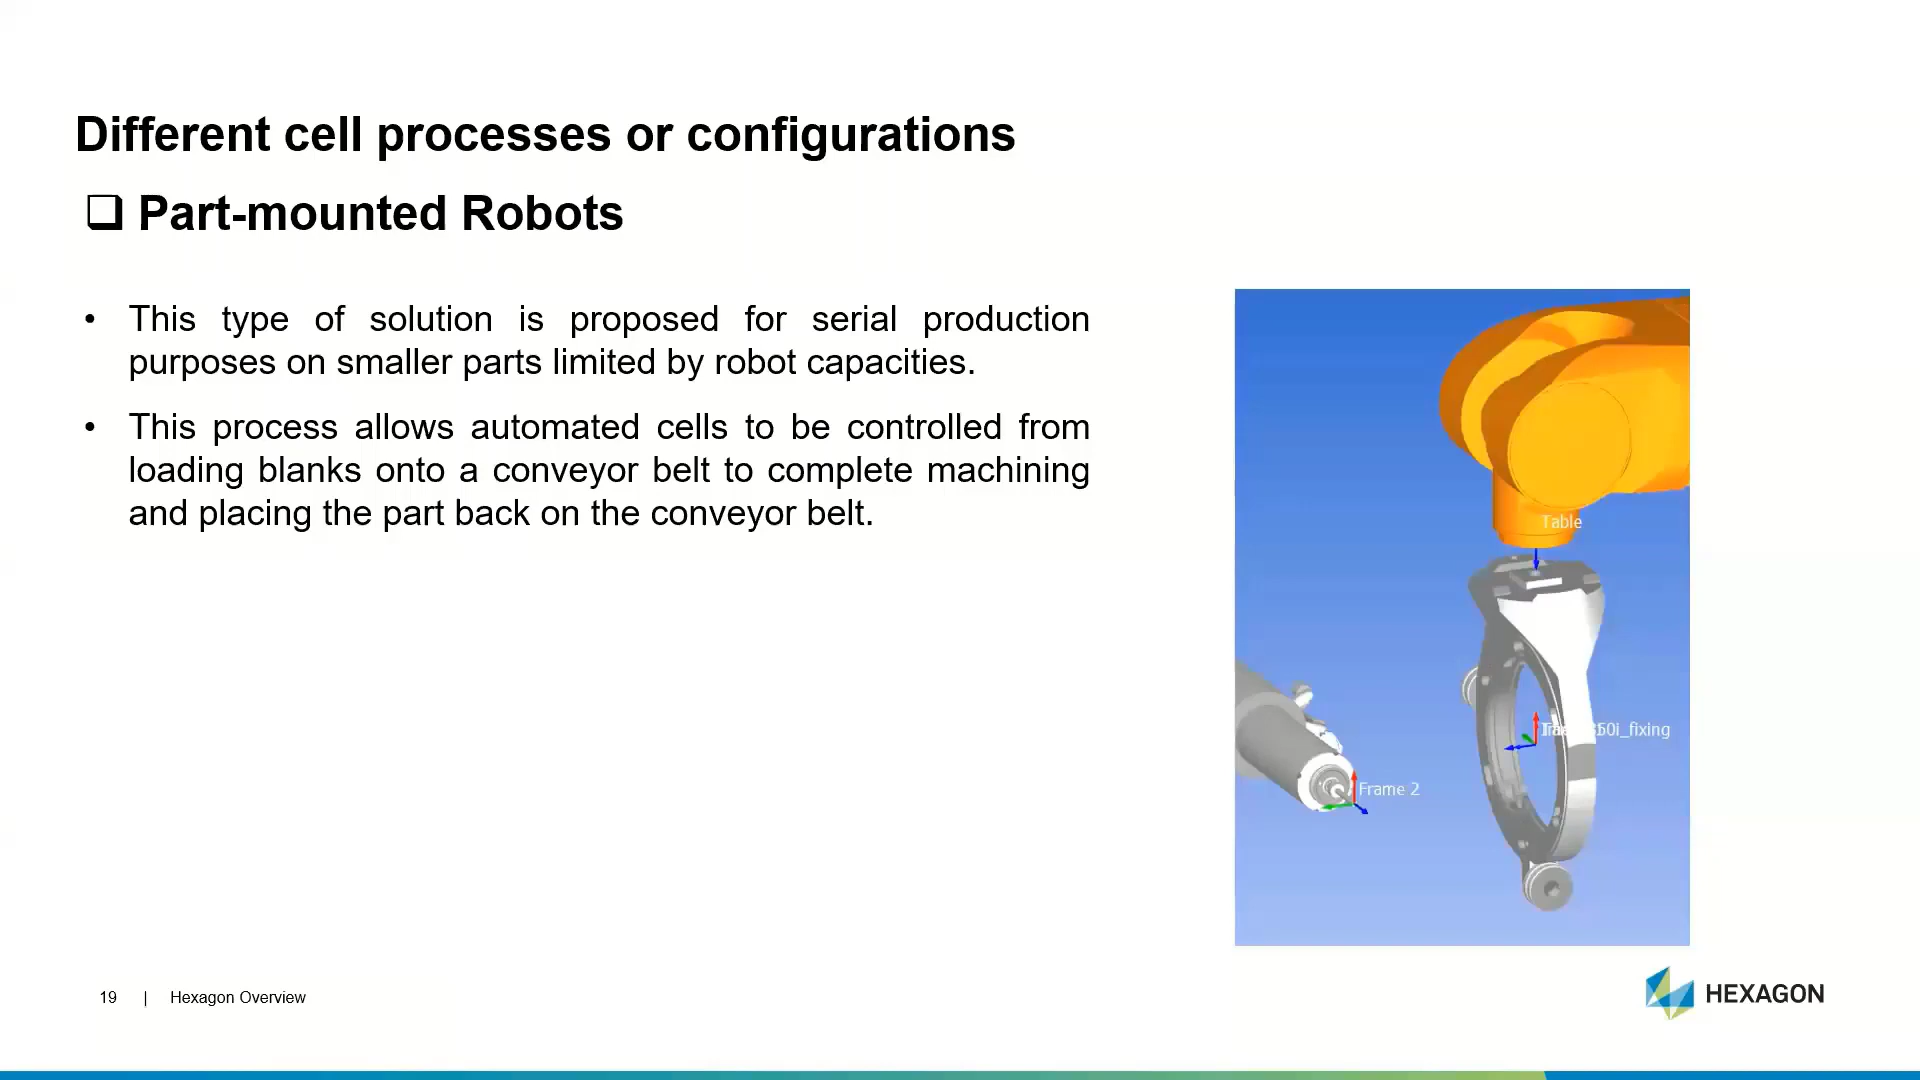 Different cell processes or configurations
❑ Part-mounted Robots
• This type of solution is proposed for serial production
purposes on smaller parts limited by robot capacities.
• This process allows automated cells to be controlled from
loading blanks onto a conveyor belt to complete machining
and placing the part back on the conveyor belt.
Table
50i_fixing
Frame 2
19 | Hexagon Overview
HEXAGON